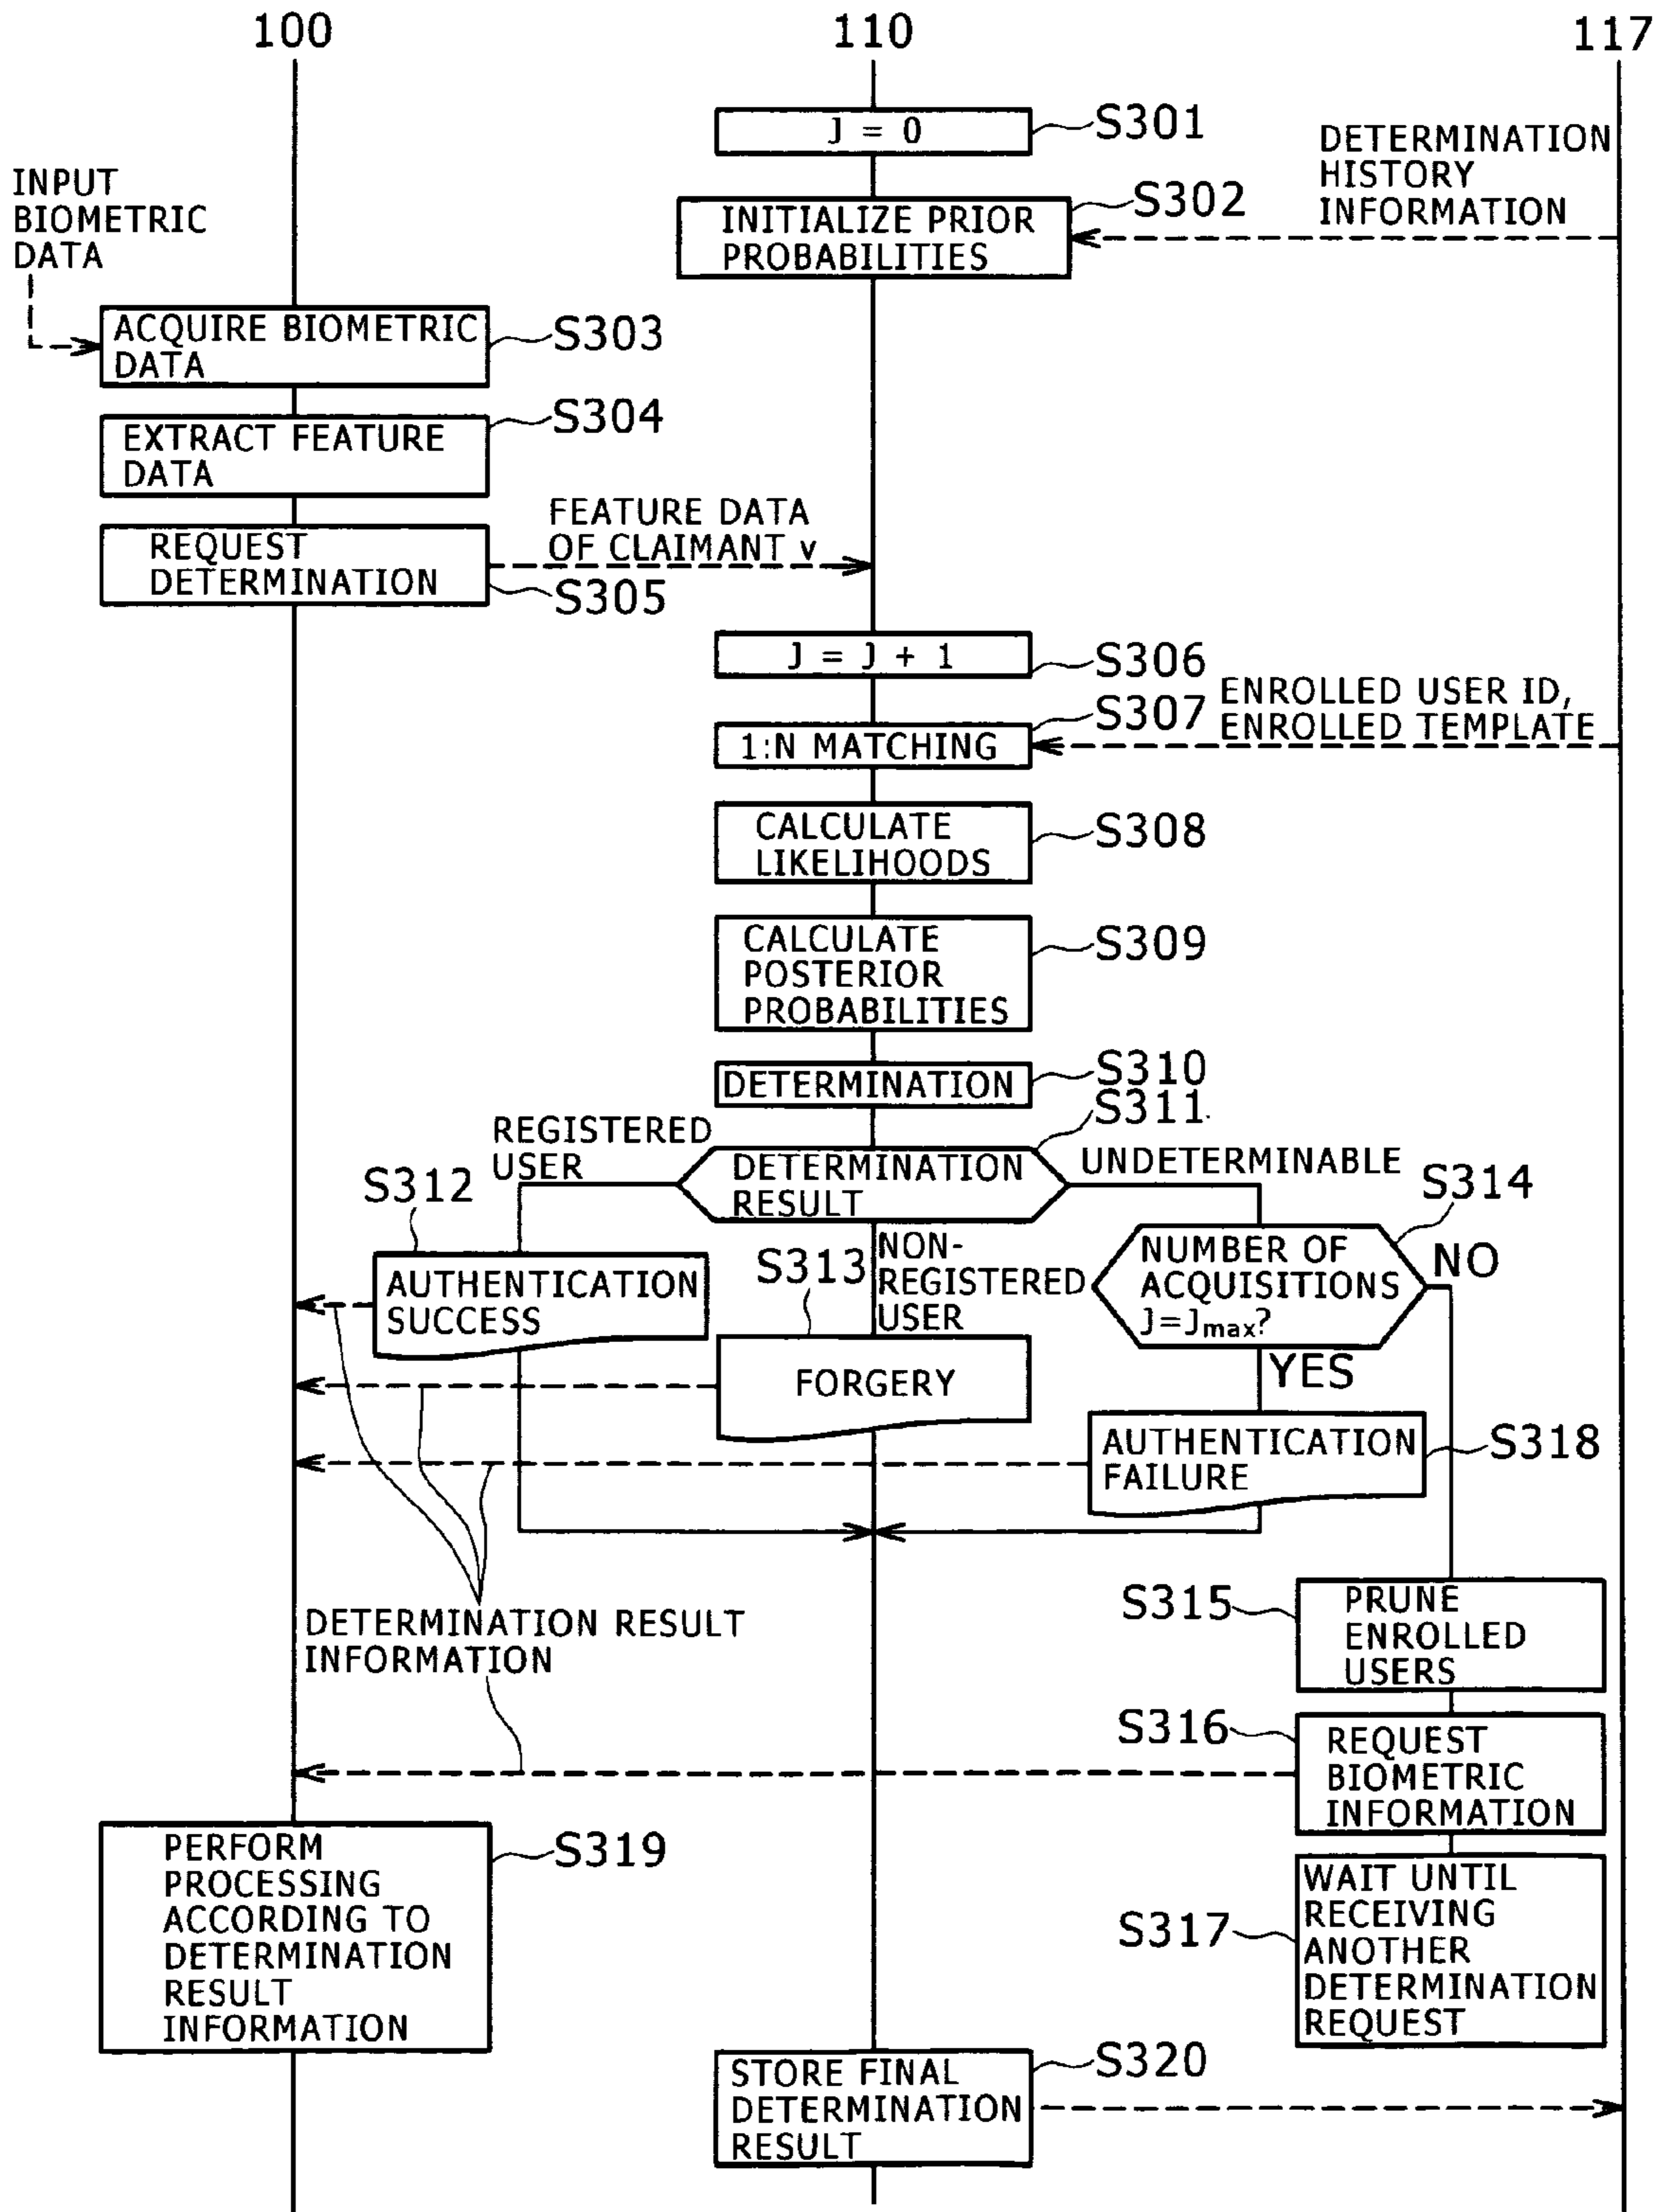 100
110
117
J = 0
S301
DETERMINATION
HISTORY
INFORMATION
INPUT
BIOMETRIC
DATA
INITIALIZE PRIOR
PROBABILITIES
S302
ACQUIRE BIOMETRIC
DATA
S303
EXTRACT FEATURE
DATA
S304
REQUEST
DETERMINATION
S305
FEATURE DATA
OF CLAIMANT v
J = J + 1
S306
1:N MATCHING
S307
ENROLLED USER ID,
ENROLLED TEMPLATE
CALCULATE
LIKELIHOODS
S308
CALCULATE
POSTERIOR
PROBABILITIES
S309
DETERMINATION
S310
S311
REGISTERED
USER
DETERMINATION
RESULT
UNDETERMINABLE
S312
AUTHENTICATION
SUCCESS
S313
NON-
REGISTERED
USER
FORGERY
S314
NUMBER OF
ACQUISITIONS
J=Jmax?
NO
YES
AUTHENTICATION
FAILURE
S318
DETERMINATION RESULT
INFORMATION
S315
PRUNE
ENROLLED
USERS
S316
REQUEST
BIOMETRIC
INFORMATION
S317
WAIT UNTIL
RECEIVING
ANOTHER
DETERMINATION
REQUEST
PERFORM
PROCESSING
ACCORDING TO
DETERMINATION
RESULT
INFORMATION
S319
STORE FINAL
DETERMINATION
RESULT
S320